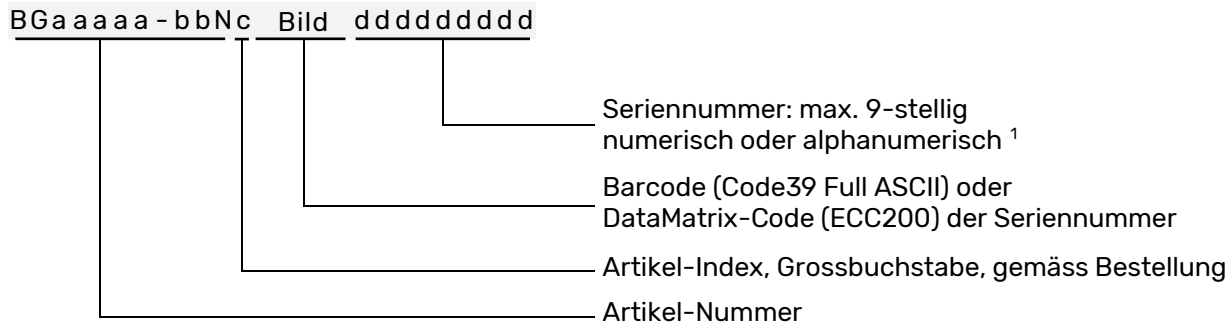 BGaaaaa-bbNc Bild ddddddddd
Seriennummer: max. 9-stellig
numerisch oder alphanumerisch ¹
Barcode (Code39 Full ASCII) oder
DataMatrix-Code (ECC200) der Seriennummer
Artikel-Index, Grossbuchstabe, gemäss Bestellung
Artikel-Nummer